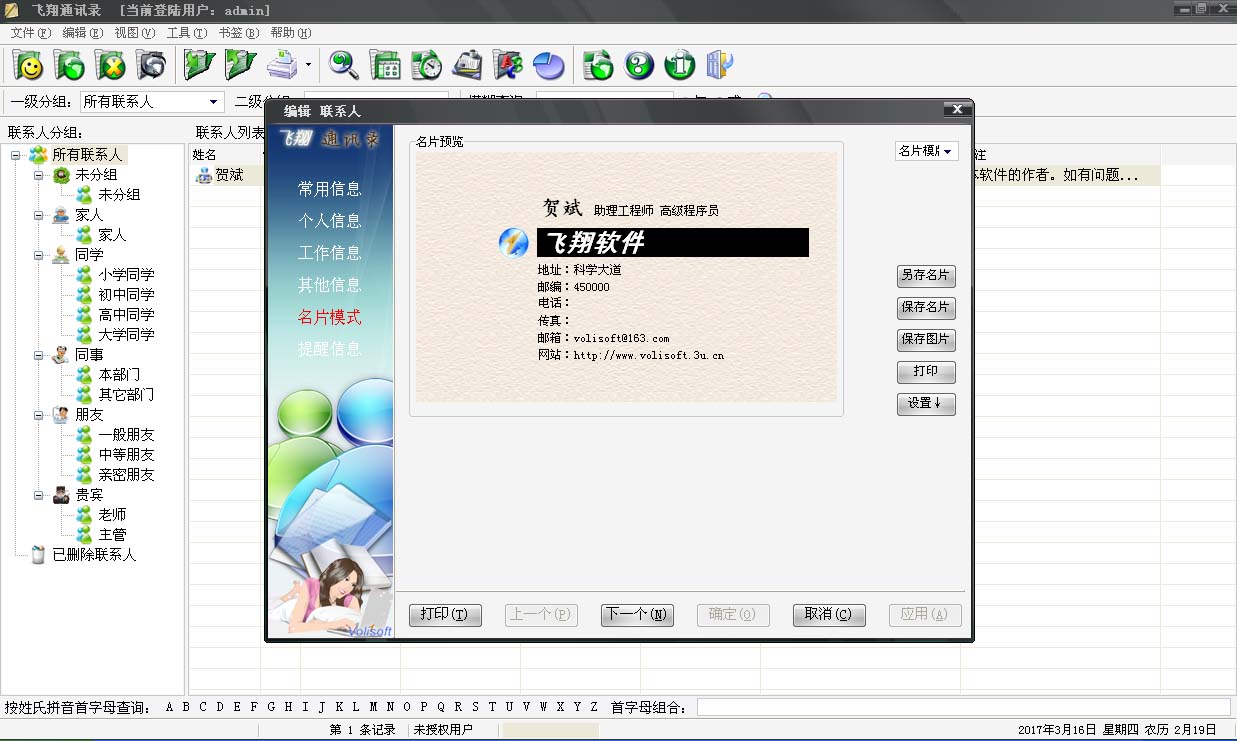 飞翔通讯录 [当前登陆用户: admin]
文件(F) 编辑(E) 视图(V) 工具(T) 书签(B) 帮助(H)
一级分组: 所有联系人
联系人分组:
所有联系人
未分组
未分组
家人
家人
同学
小学同学
初中同学
高中同学
大学同学
同事
本部门
其它部门
朋友
一般朋友
中等朋友
亲密朋友
贵宾
老师
主管
已删除联系人
联系人列表
姓名
贺斌
注
软件的作者。如有问题...
编辑 联系人
飞翔 通讯录
常用信息
个人信息
工作信息
其他信息
名片模式
提醒信息
Volisoft
名片预览
贺斌 助理工程师 高级程序员
飞翔软件
地址：科学大道
邮编：450000
电话：
传真：
邮箱：volisoft@163.com
网站：http://www.volisoft.3u.cn
名片模
另存名片
保存名片
保存图片
打印
设置↓
打印(T) 上一个(P) 下一个(N) 确定(O) 取消(C) 应用(A)
按姓氏拼音首字母查询: A B C D E F G H I J K L M N O P Q R S T U V W X Y Z 首字母组合:
第 1 条记录 未授权用户 2017年3月16日 星期四 农历 2月19日